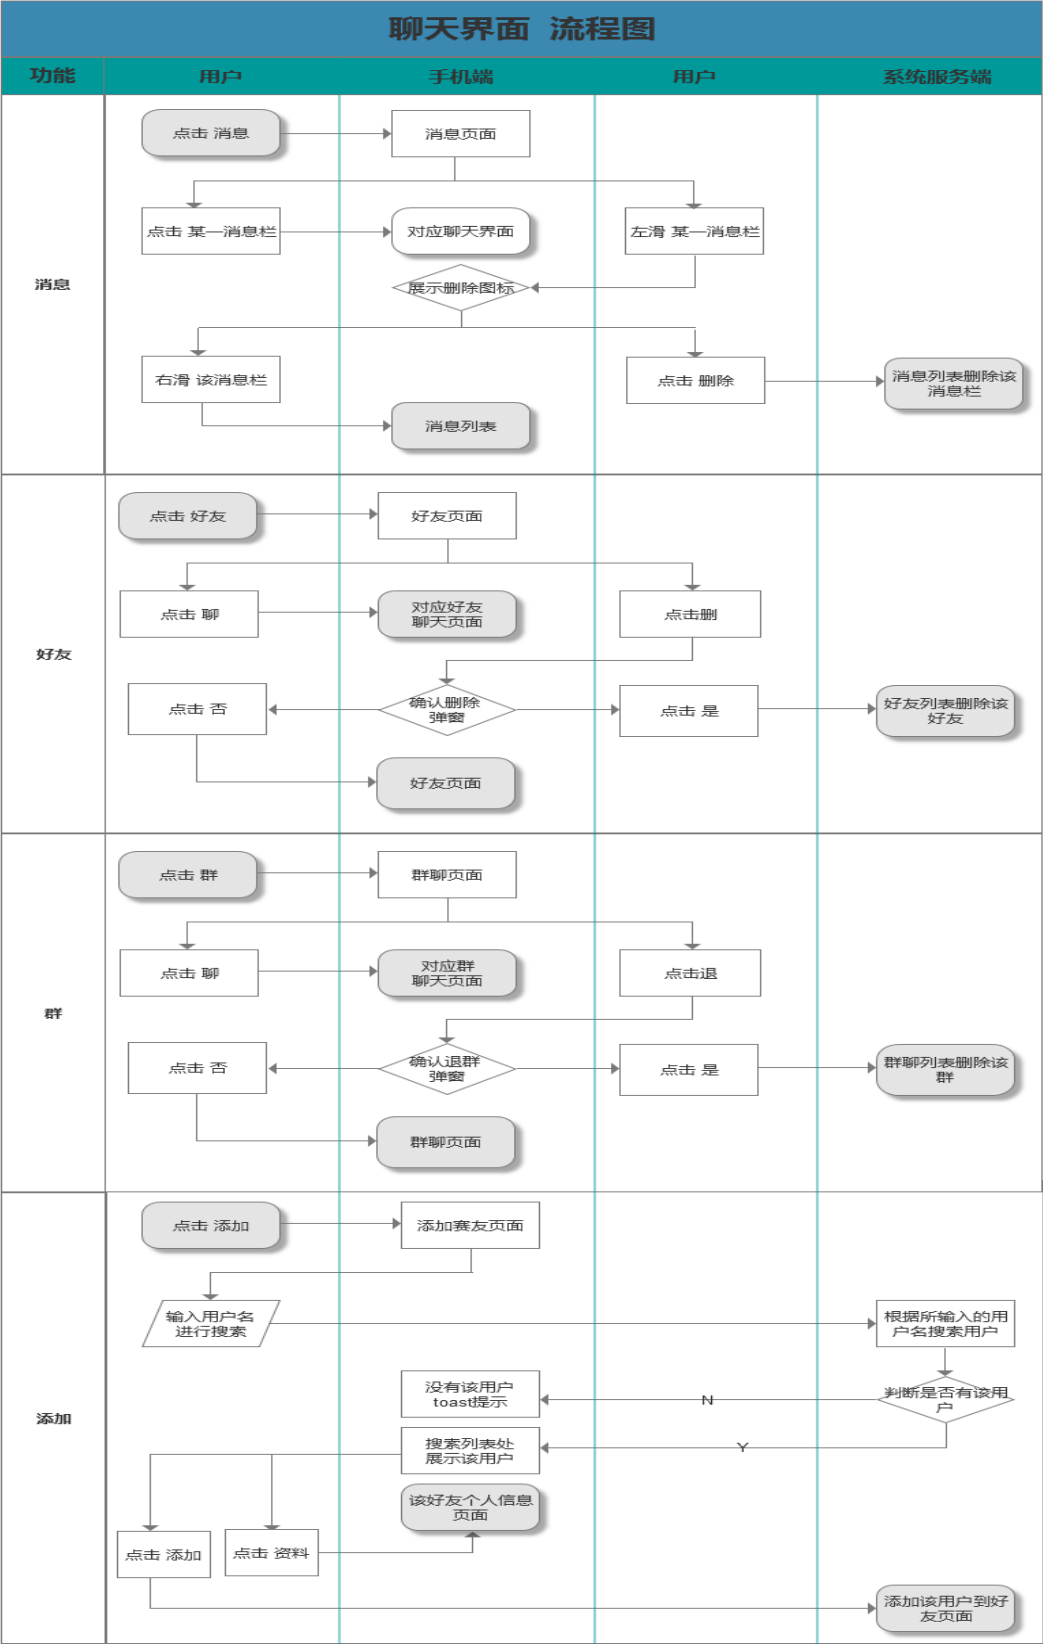 聊天界面 流程图
功能 用户 手机端 用户 系统服务端
消息
点击 消息
消息页面
点击 某一消息栏
对应聊天界面
左滑 某一消息栏
展示删除图标
右滑 该消息栏
点击 删除
消息列表删除该
消息栏
消息列表
好友
点击 好友
好友页面
点击 聊
对应好友
聊天页面
点击删
点击 否
确认删除
弹窗
点击 是
好友列表删除该
好友
好友页面
群
点击 群
群聊页面
点击 聊
对应群
聊天页面
点击退
点击 否
确认退群
弹窗
点击 是
群聊列表删除该
群
群聊页面
添加
点击 添加
添加赛友页面
输入用户名
进行搜索
根据所输入的用
户名搜索用户
判断是否有该用
户
N
没有该用户
toast提示
Y
搜索列表处
展示该用户
该好友个人信息
页面
点击 添加
点击 资料
添加该用户到好
友页面